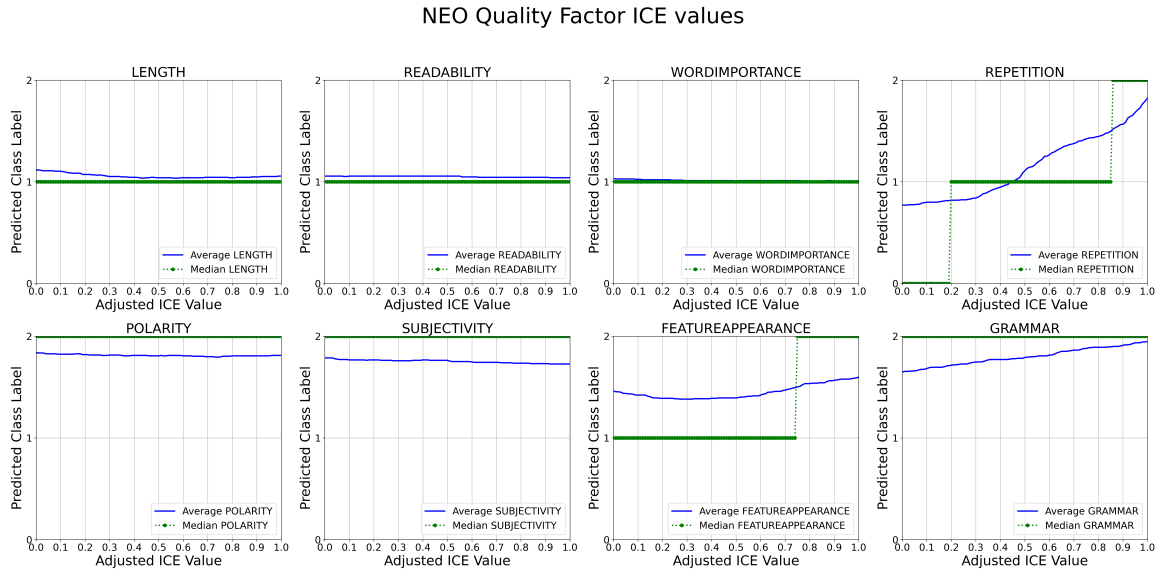 NEO Quality Factor ICE values
LENGTH
2
1
0
Predicted Class Label
Average LENGTH
Median LENGTH
0.0 0.1 0.2 0.3 0.4 0.5 0.6 0.7 0.8 0.9 1.0
Adjusted ICE Value
READABILITY
2
1
0
Predicted Class Label
Average READABILITY
Median READABILITY
0.0 0.1 0.2 0.3 0.4 0.5 0.6 0.7 0.8 0.9 1.0
Adjusted ICE Value
WORDIMPORTANCE
2
1
0
Predicted Class Label
Average WORDIMPORTANCE
Median WORDIMPORTANCE
0.0 0.1 0.2 0.3 0.4 0.5 0.6 0.7 0.8 0.9 1.0
Adjusted ICE Value
REPETITION
2
1
0
Predicted Class Label
Average REPETITION
Median REPETITION
0.0 0.1 0.2 0.3 0.4 0.5 0.6 0.7 0.8 0.9 1.0
Adjusted ICE Value
POLARITY
2
1
0
Predicted Class Label
Average POLARITY
Median POLARITY
0.0 0.1 0.2 0.3 0.4 0.5 0.6 0.7 0.8 0.9 1.0
Adjusted ICE Value
SUBJECTIVITY
2
1
0
Predicted Class Label
Average SUBJECTIVITY
Median SUBJECTIVITY
0.0 0.1 0.2 0.3 0.4 0.5 0.6 0.7 0.8 0.9 1.0
Adjusted ICE Value
FEATUREAPPEARANCE
2
1
0
Predicted Class Label
Average FEATUREAPPEARANCE
Median FEATUREAPPEARANCE
0.0 0.1 0.2 0.3 0.4 0.5 0.6 0.7 0.8 0.9 1.0
Adjusted ICE Value
GRAMMAR
2
1
0
Predicted Class Label
Average GRAMMAR
Median GRAMMAR
0.0 0.1 0.2 0.3 0.4 0.5 0.6 0.7 0.8 0.9 1.0
Adjusted ICE Value